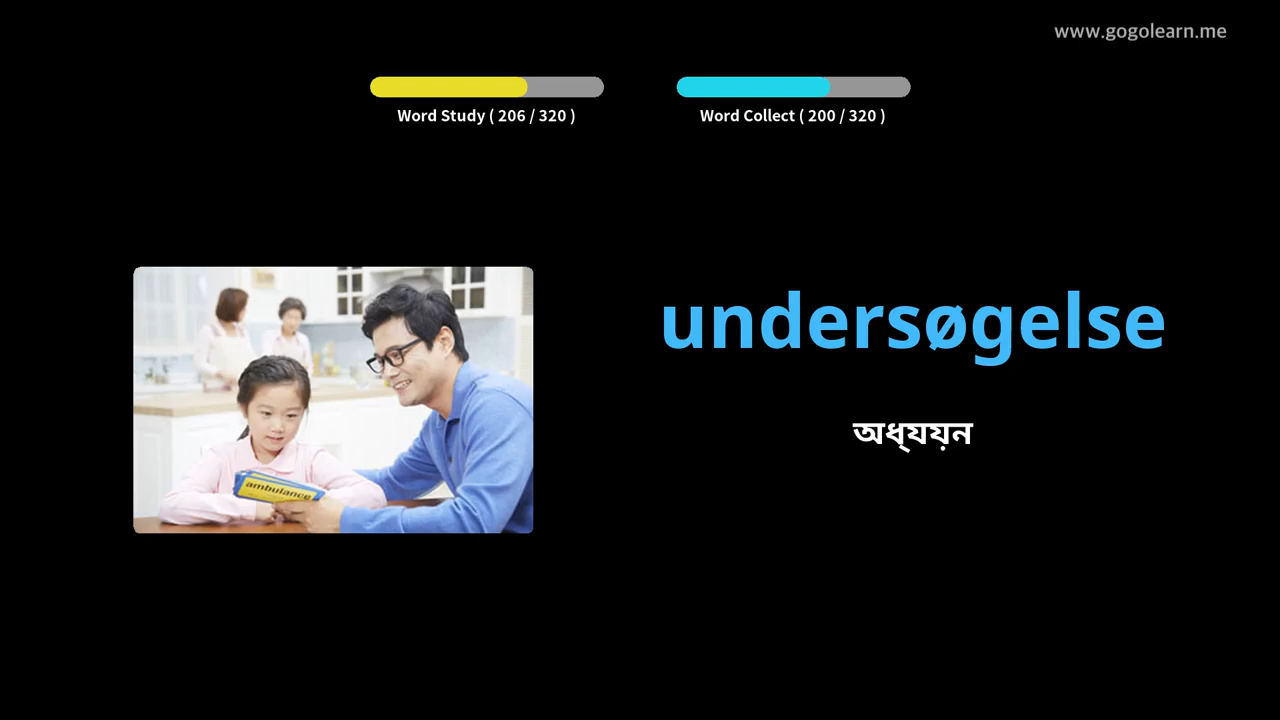 www.gogolearn.me
Word Study ( 206 / 320 )
Word Collect ( 200 / 320 )
undersøgelse
অধ্যয়ন
ambulance